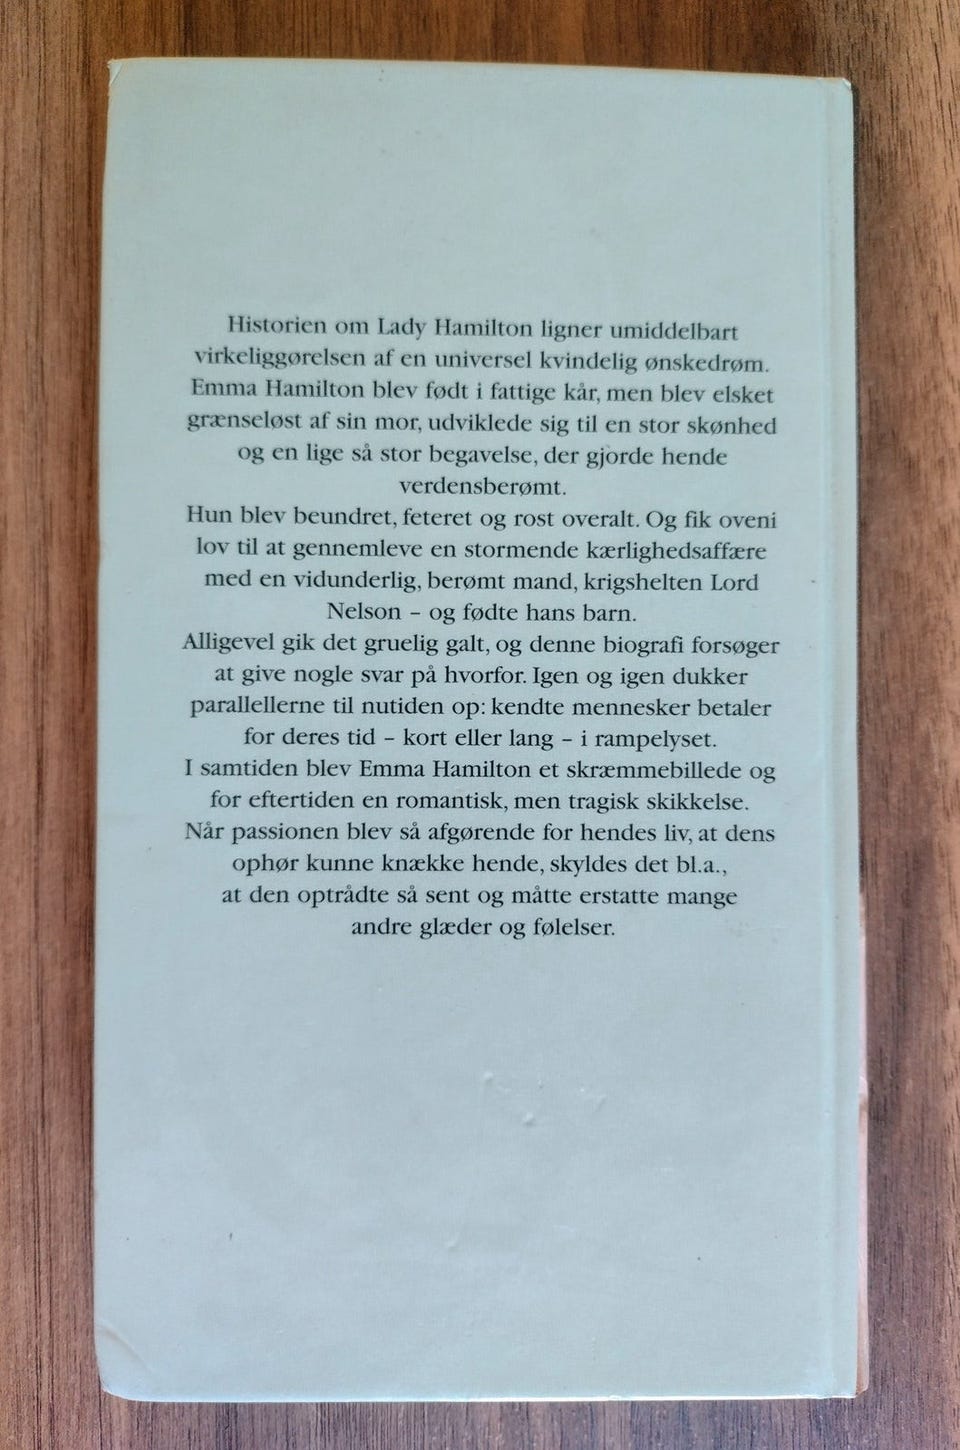 Historien om Lady Hamilton ligner umiddelbart
virkeliggørelsen af en universel kvindelig ønskedrøm.
Emma Hamilton blev født i fattige kår, men blev elsket
grænseløst af sin mor, udviklede sig til en stor skønhed
og en lige så stor begavelse, der gjorde hende
verdensberømt.
Hun blev beundret, feteret og rost overalt. Og fik oveni
lov til at gennemleve en stormende kærlighedsaffære
med en vidunderlig, berømt mand, krigshelten Lord
Nelson – og fødte hans barn.
Alligevel gik det gruelig galt, og denne biografi forsøger
at give nogle svar på hvorfor. Igen og igen dukker
parallellerne til nutiden op: kendte mennesker betaler
for deres tid – kort eller lang – i rampelyset.
I samtiden blev Emma Hamilton et skræmmebillede og
for eftertiden en romantisk, men tragisk skikkelse.
Når passionen blev så afgørende for hendes liv, at dens
ophør kunne knække hende, skyldes det bl.a.,
at den optrådte så sent og måtte erstatte mange
andre glæder og følelser.